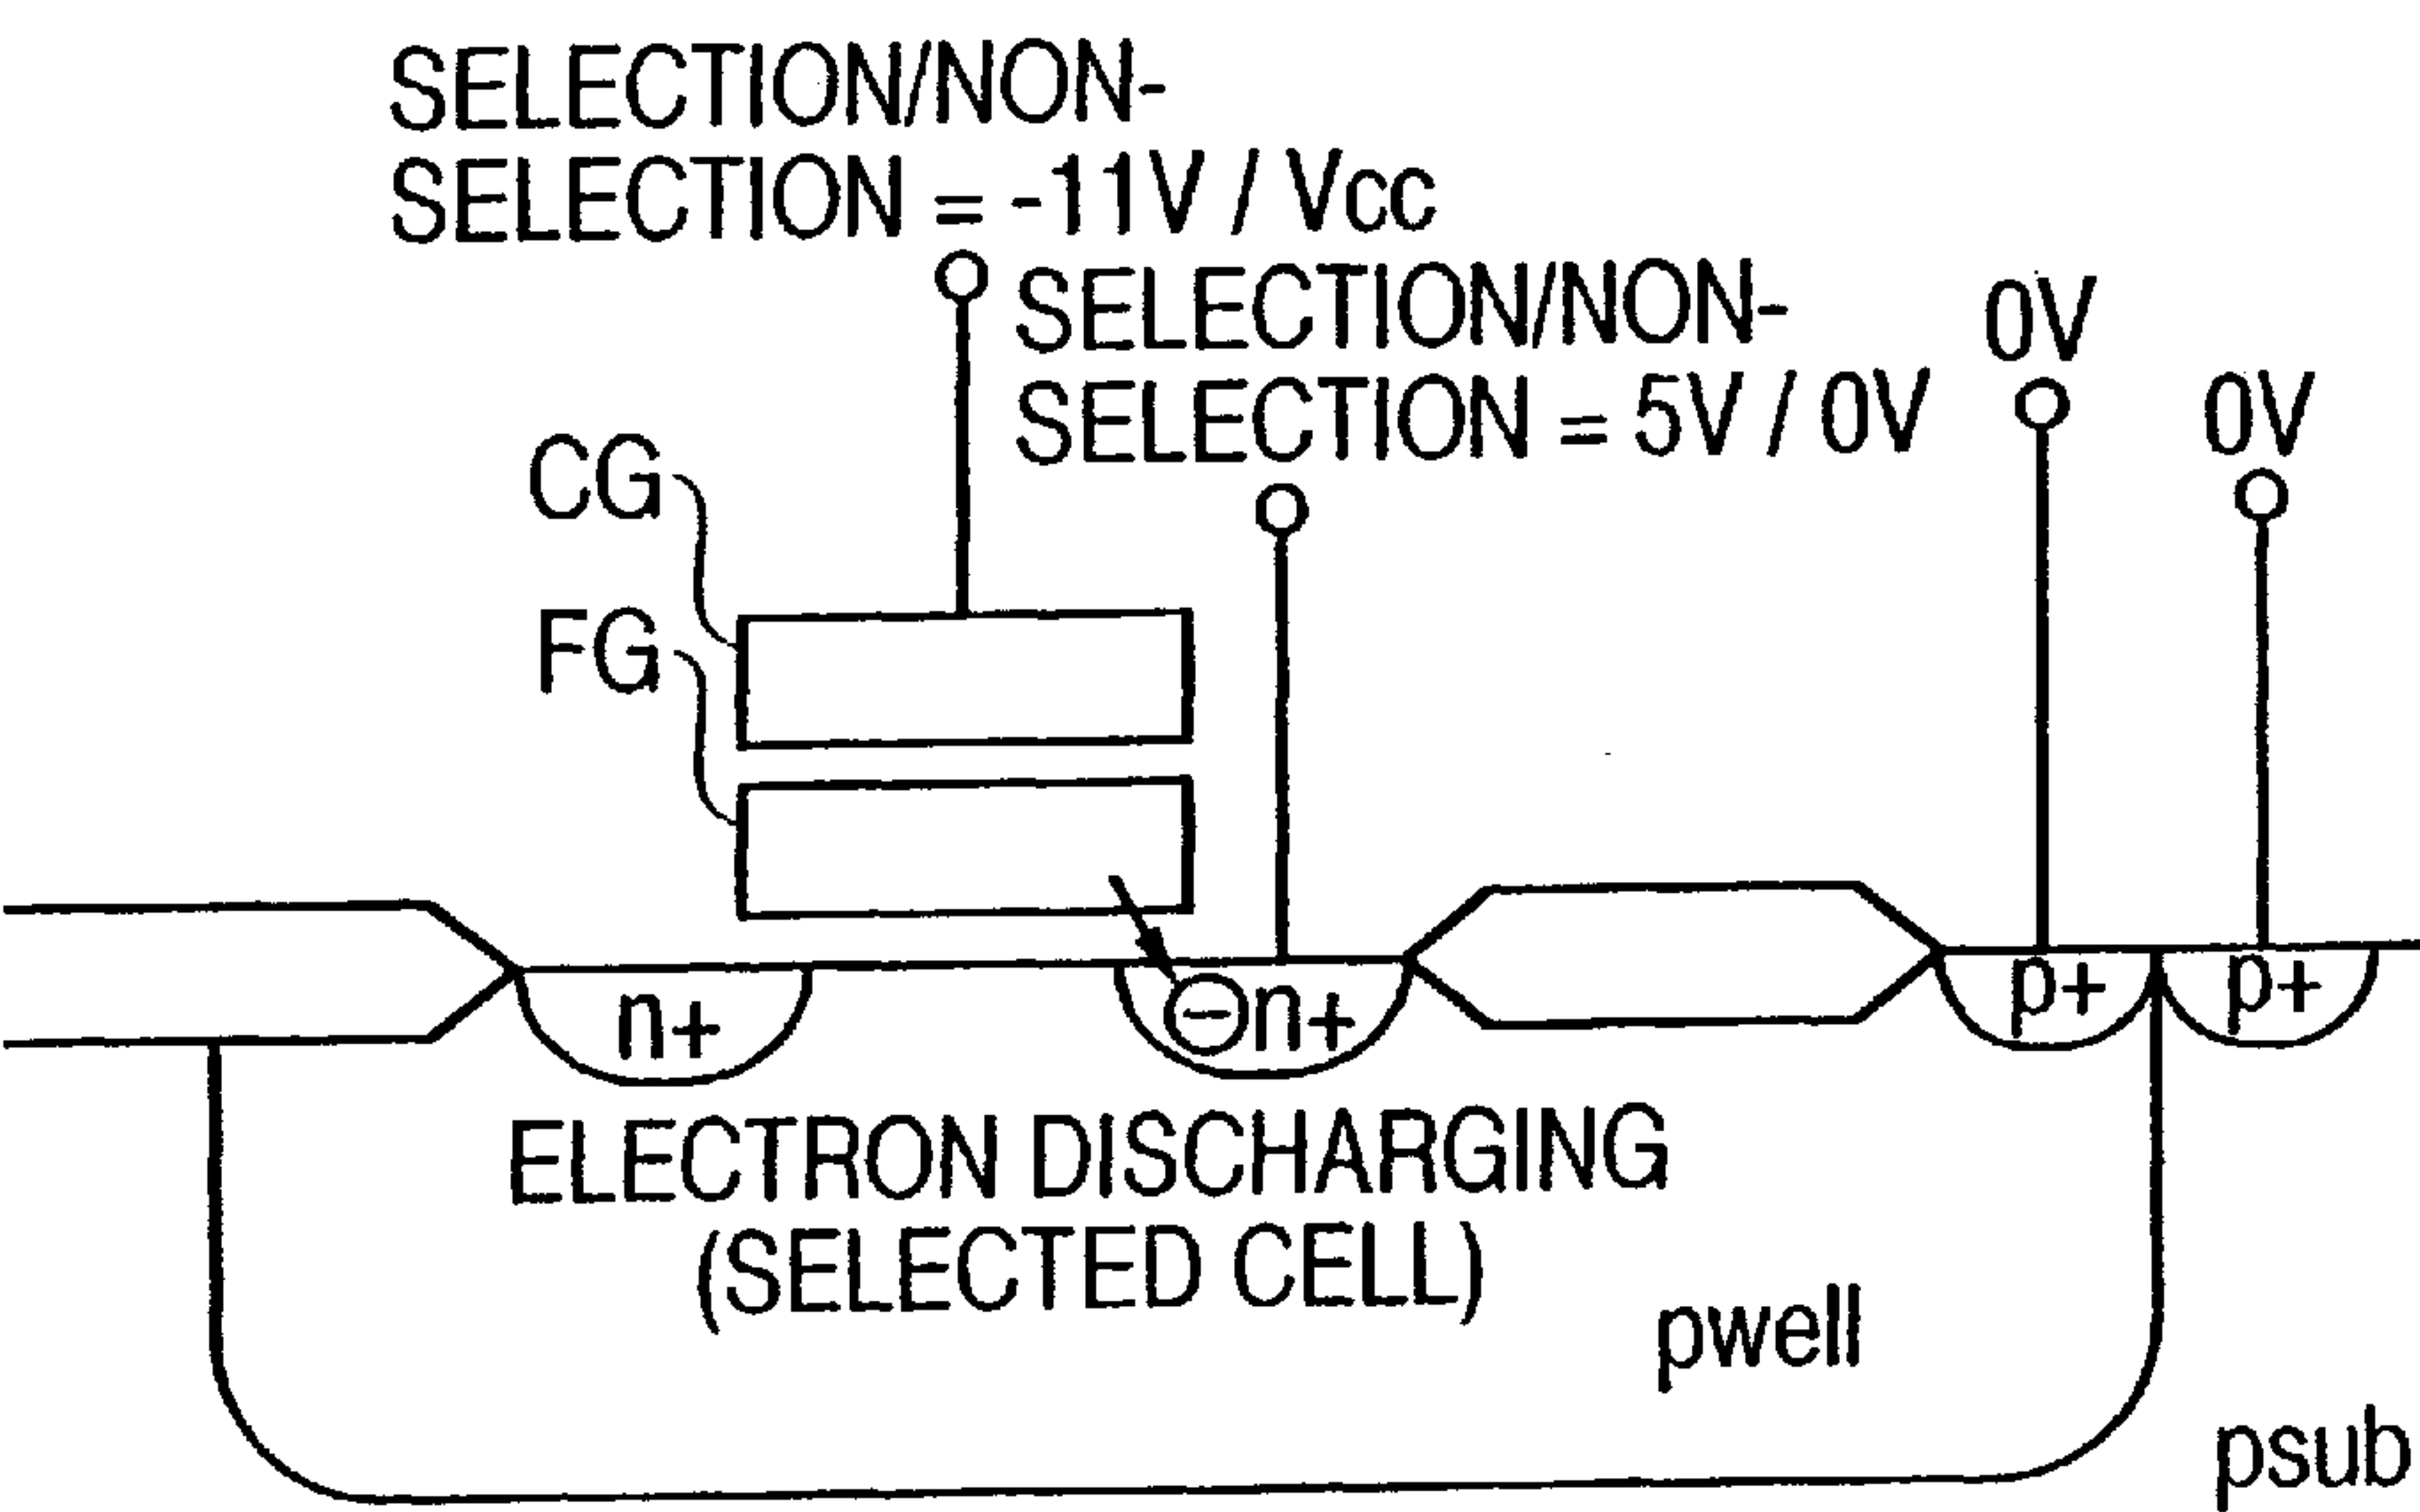 SELECTION/NON-
SELECTION = -11V / Vcc
SELECTION/NON-
SELECTION = 5V / 0V
0V
0V
CG
FG
n+
⊖n+
p+
p+
ELECTRON DISCHARGING
(SELECTED CELL)
pwell
psub